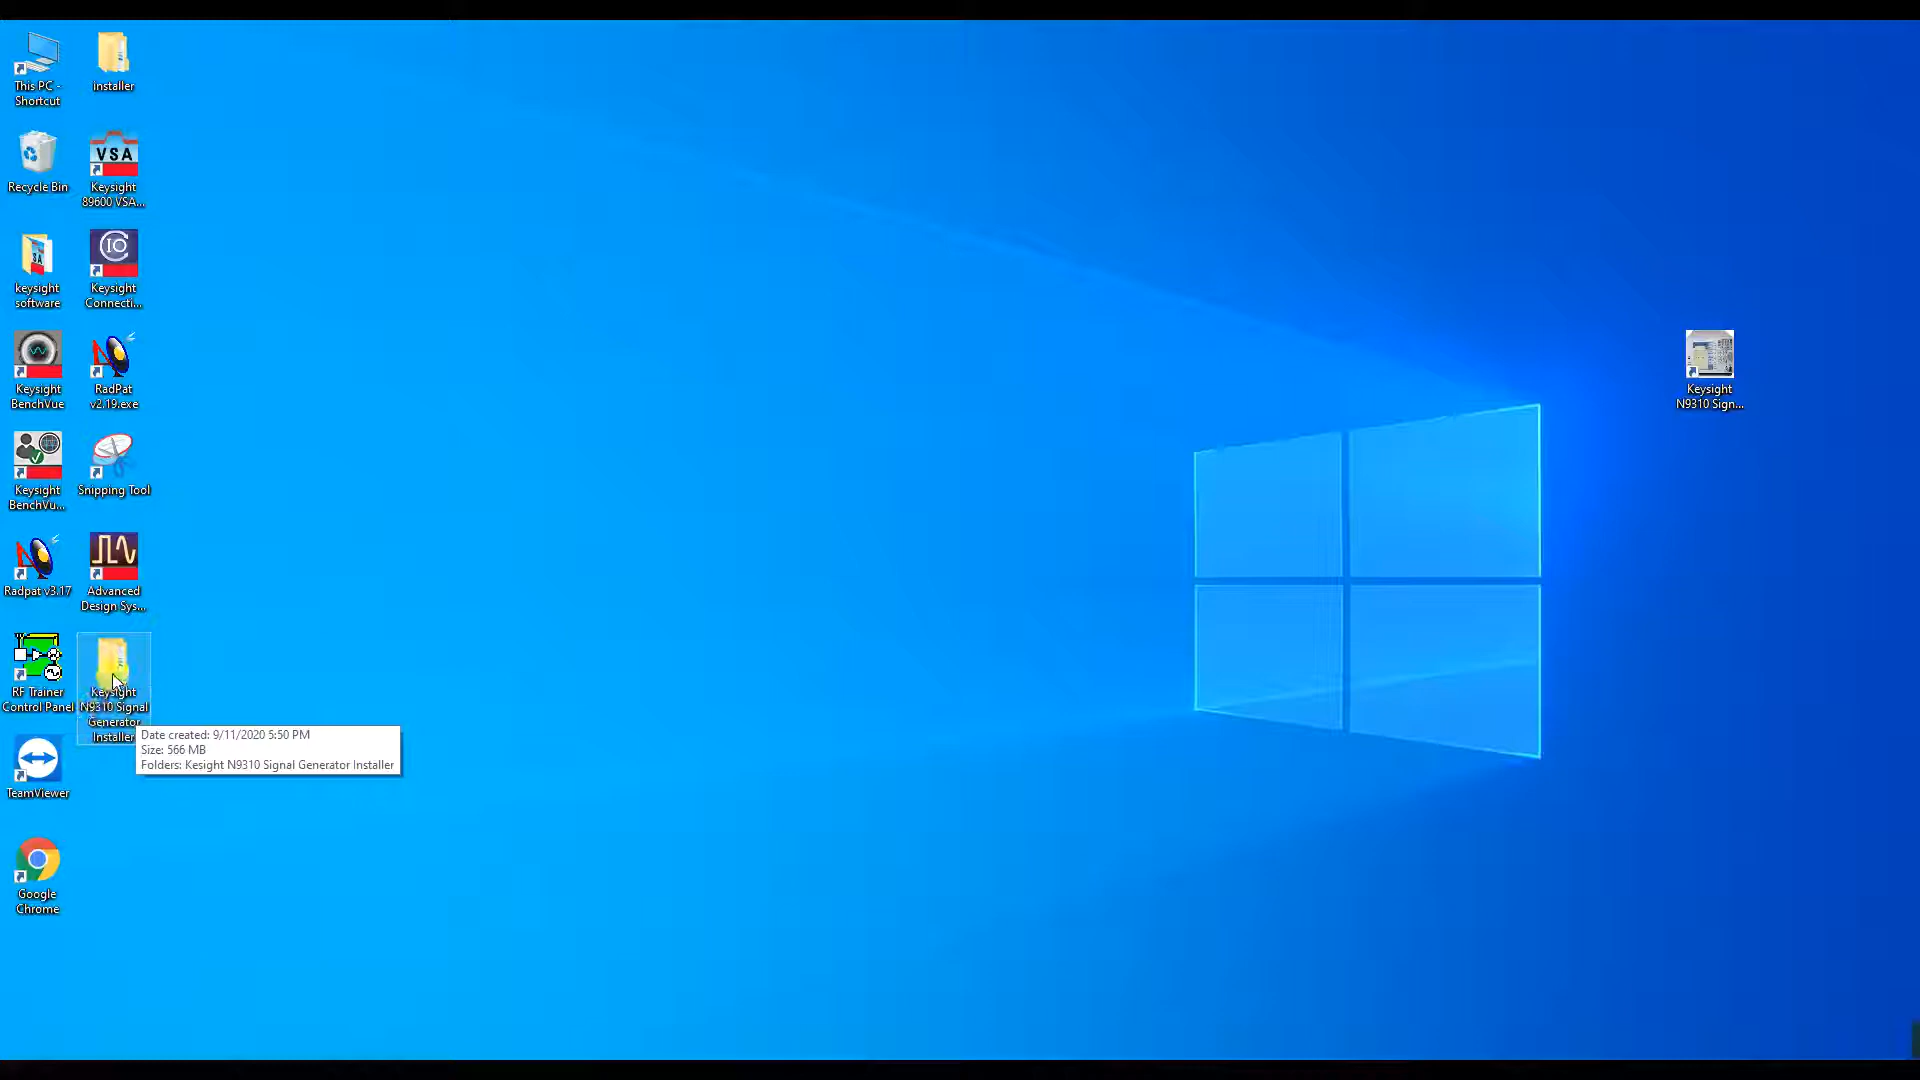 This PC -
Shortcut
installer
Recycle Bin
VSA
Keysight
89600 VSA...
SA
keysight
software
IO
Keysight
Connecti...
Keysight
BenchVue
RadPat
v2.19.exe
Keysight
N9310 Sign...
Keysight
BenchVu...
Snipping Tool
Radpat v3.17
Advanced
Design Sys...
RF Trainer
Control Panel
Keysight
N9310 Signal
Generator
Installer
Date created: 9/11/2020 5:50 PM
Size: 566 MB
Folders: Kesight N9310 Signal Generator Installer
TeamViewer
Google
Chrome